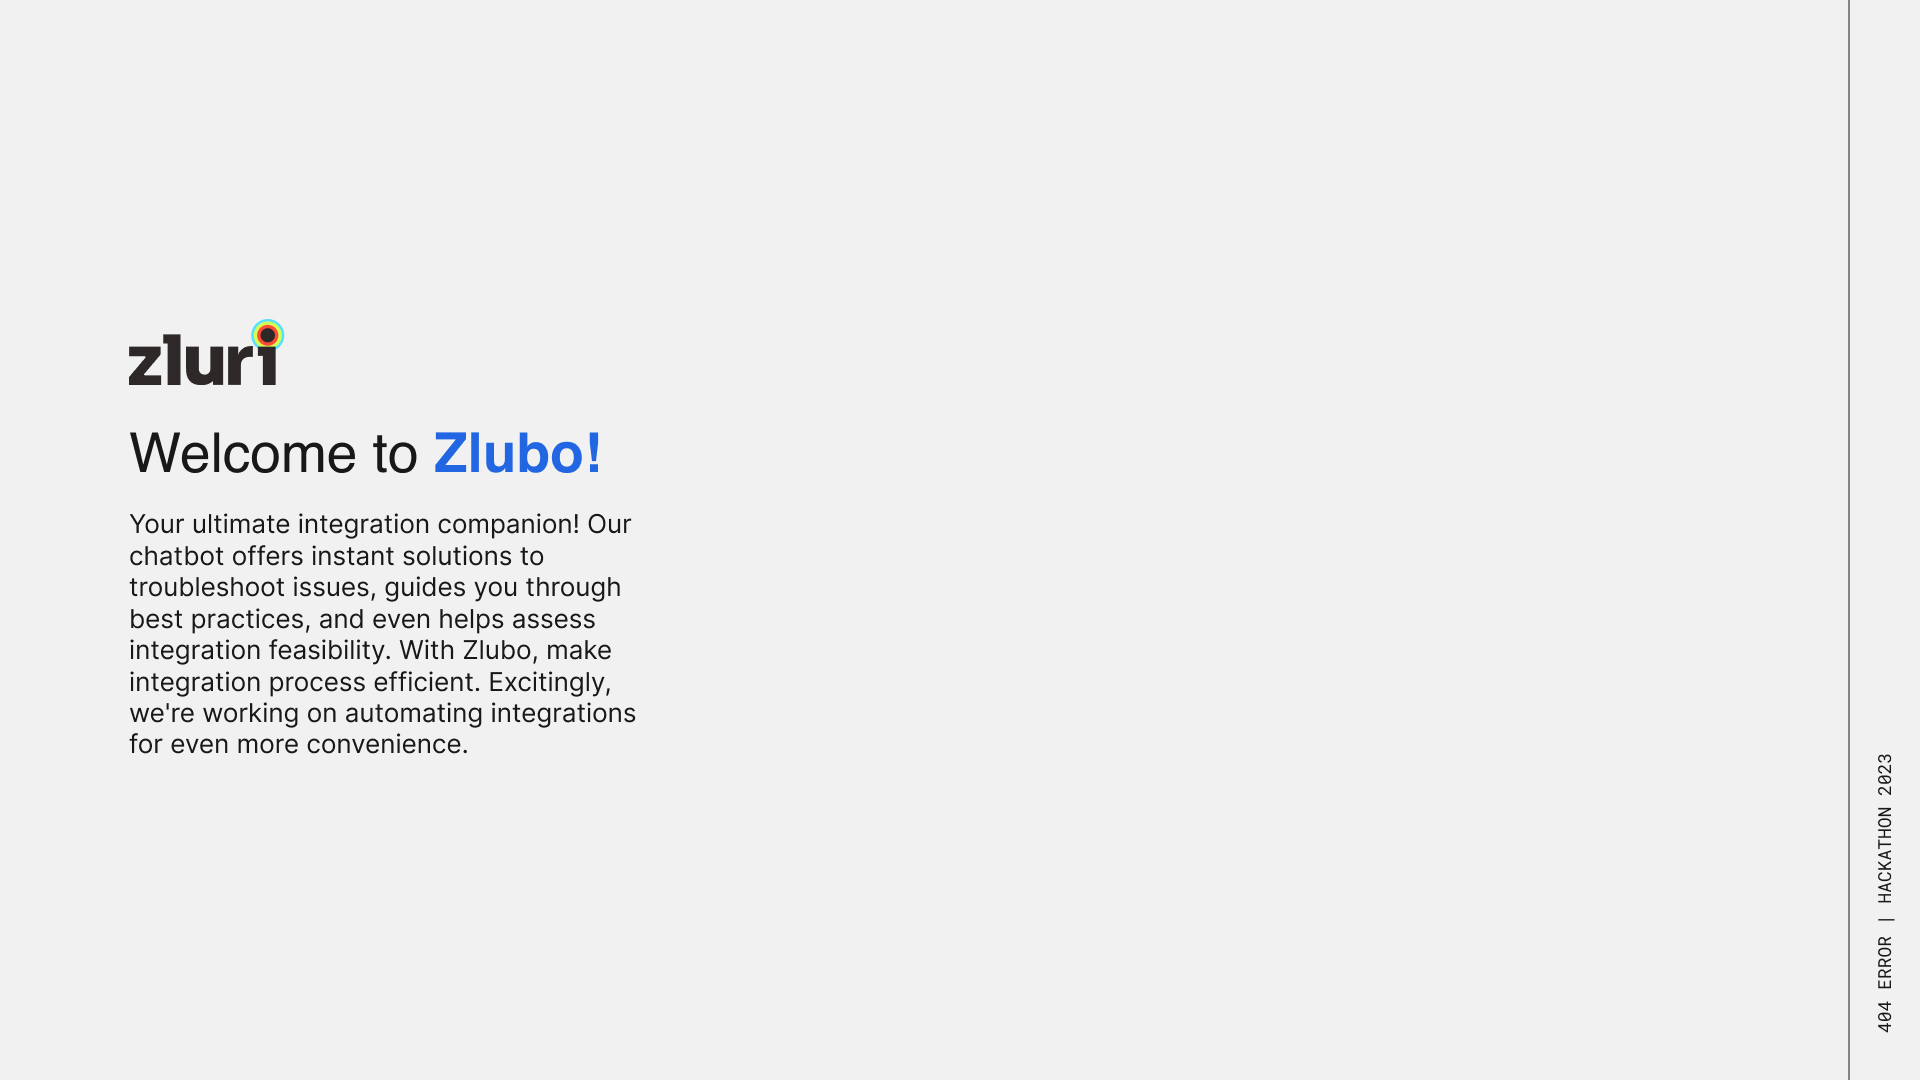 zluri
Welcome to Zlubo!
Your ultimate integration companion! Our
chatbot offers instant solutions to
troubleshoot issues, guides you through
best practices, and even helps assess
integration feasibility. With Zlubo, make
integration process efficient. Excitingly,
we're working on automating integrations
for even more convenience.
404 ERROR | HACKATHON 2023